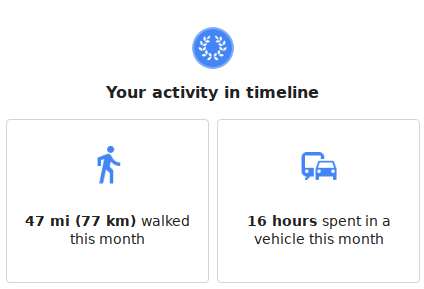 Your activity in timeline
47 mi (77 km) walked
this month
16 hours spent in a
vehicle this month